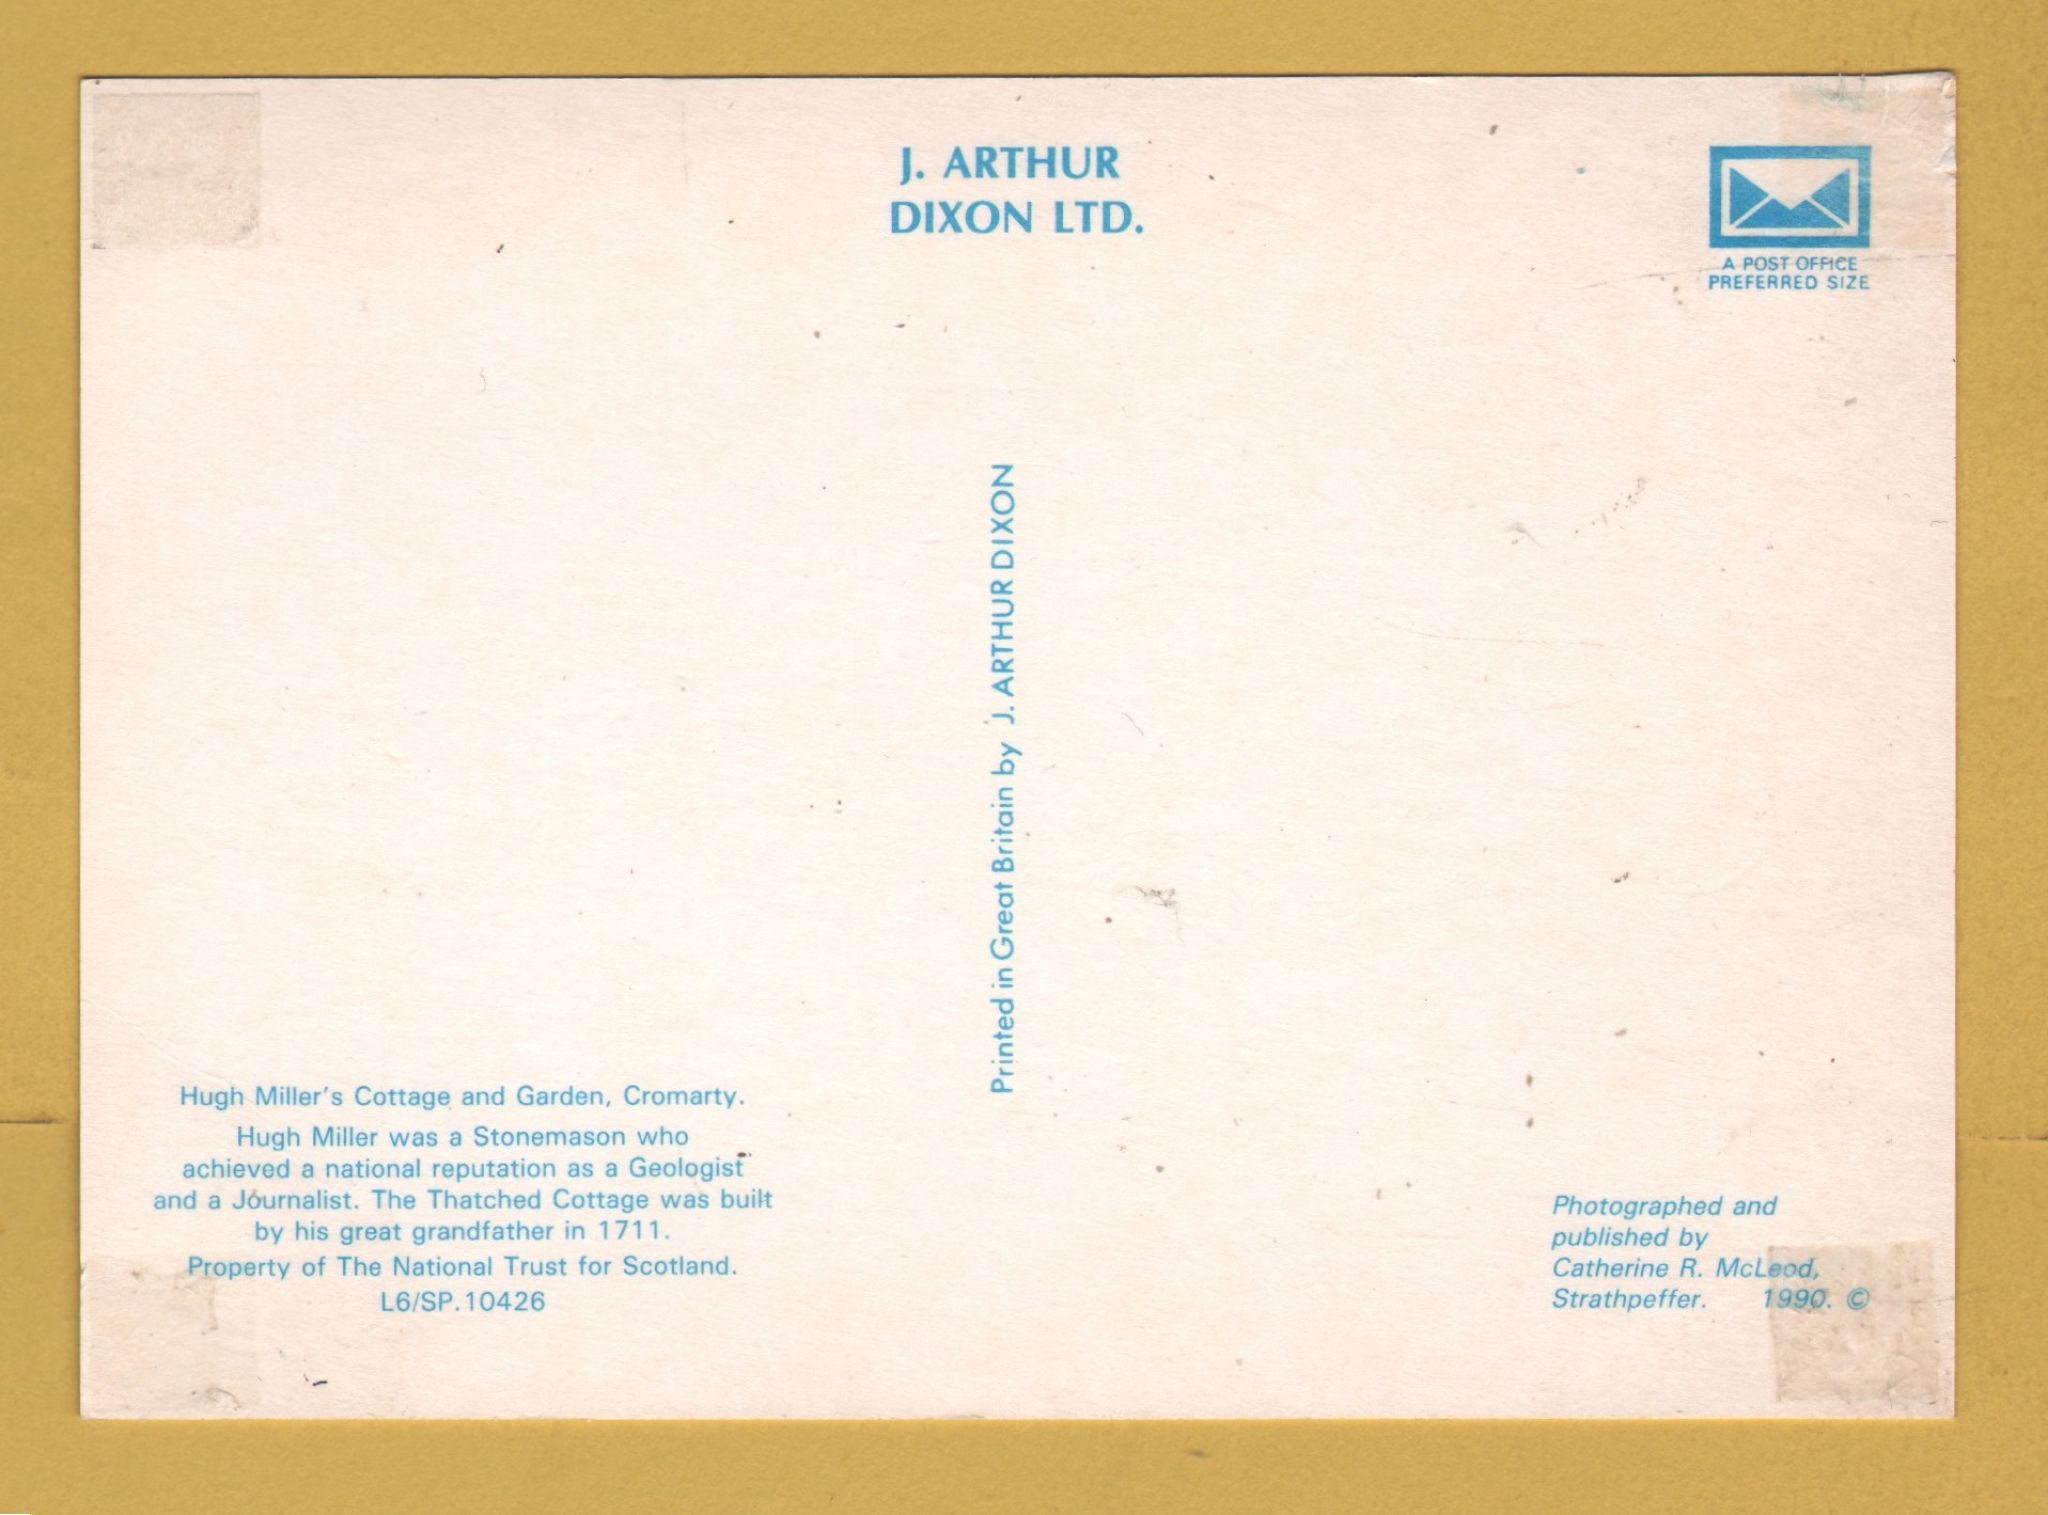 J. ARTHUR
DIXON LTD.
A POST OFFICE
PREFERRED SIZE
Printed in Great Britain by J. ARTHUR DIXON
Hugh Miller's Cottage and Garden, Cromarty.
Hugh Miller was a Stonemason who
achieved a national reputation as a Geologist
and a Journalist. The Thatched Cottage was built
by his great grandfather in 1711.
Property of The National Trust for Scotland.
L6/SP.10426
Photographed and
published by
Catherine R. McLeod,
Strathpeffer. 1990. ©